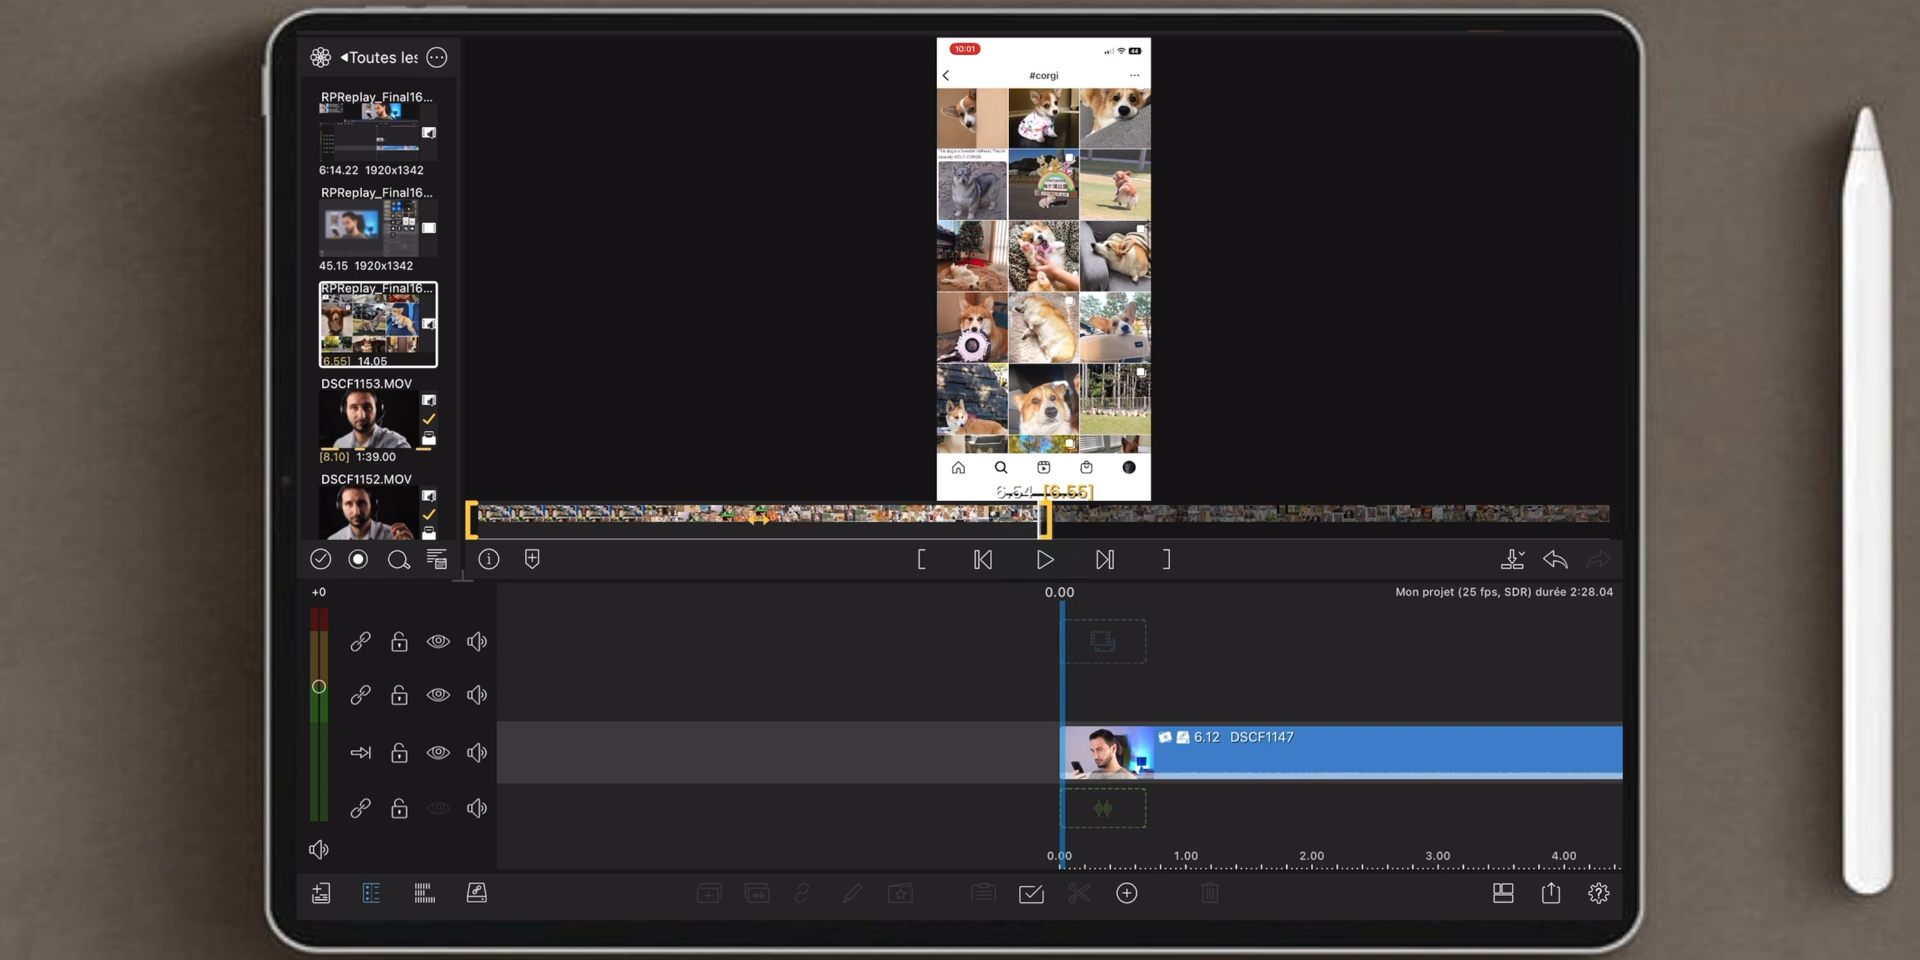 ◀Toutes les
RPReplay_Final16...
6:14.22 1920x1342
RPReplay_Final16...
45.15 1920x1342
RPReplay_Final16...
[6.55] 14.05
DSCF1153.MOV
[8.10] 1:39.00
DSCF1152.MOV
10:01
44
#corgi
6.54 [6.55]
+0
0.00
Mon projet (25 fps, SDR) durée 2:28.04
6.12 DSCF1147
0.00 1.00 2.00 3.00 4.00